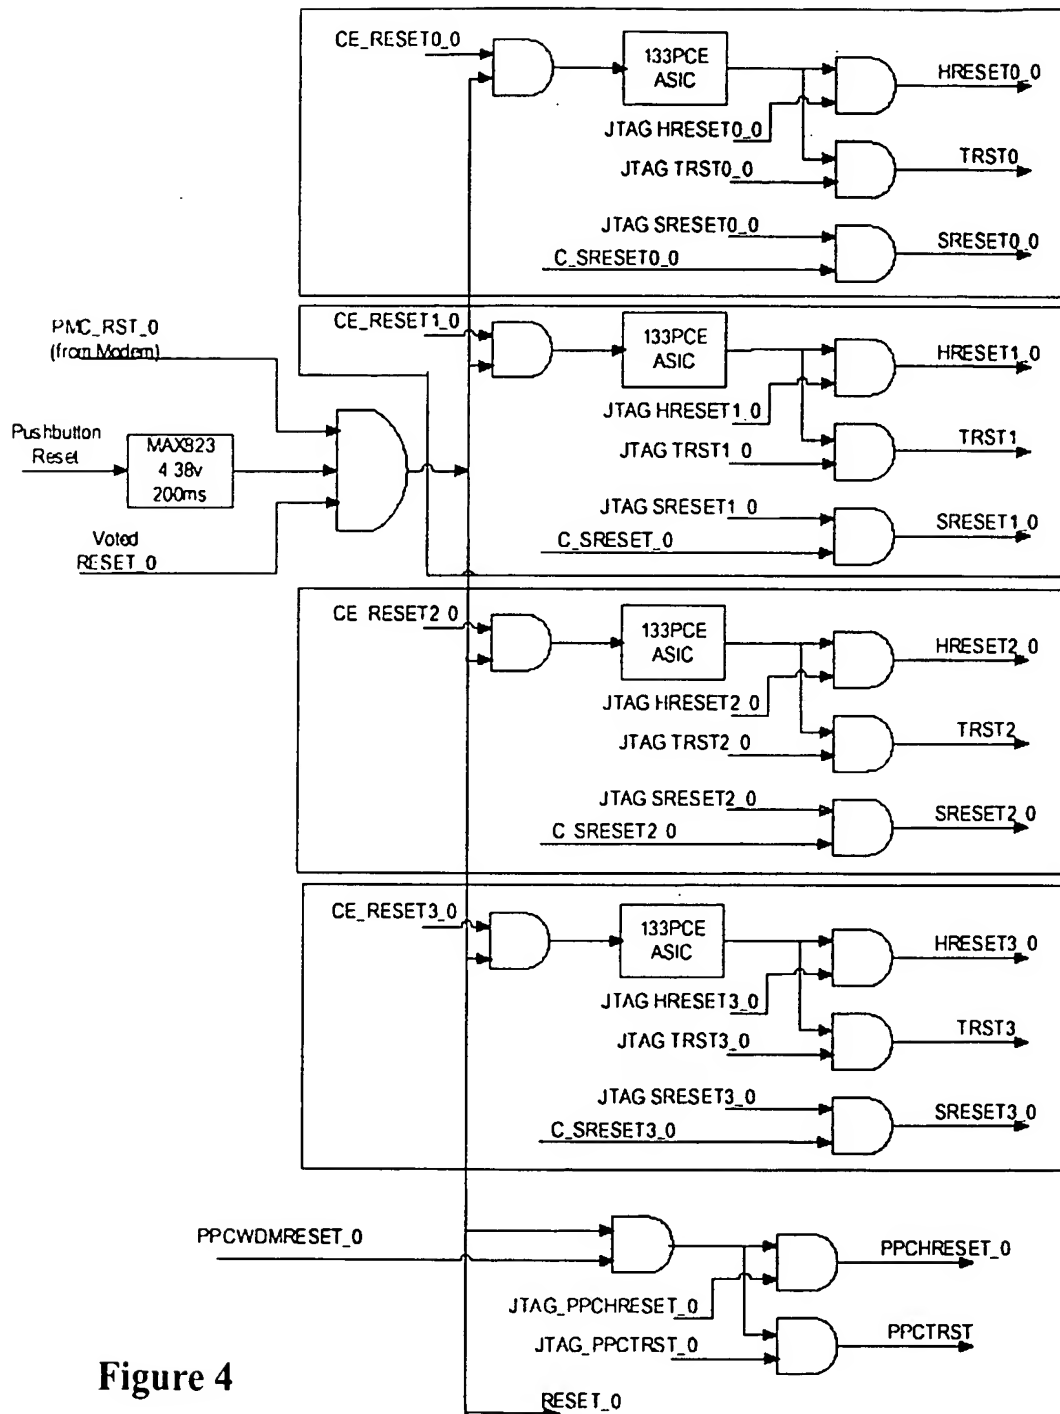 CE_RESET0_0
133PCE
ASIC
HRESET0_0
JTAG HRESET0_0
JTAG TRST0_0
TRST0
JTAG SRESET0_0
C_SRESET0_0
SRESET0_0
PMC_RST_0
(from Modem)
CE_RESET1_0
133PCE
ASIC
HRESET1_0
JTAG HRESET1_0
JTAG TRST1_0
TRST1
JTAG SRESET1_0
C_SRESET_0
SRESET1_0
Pushbutton
Reset
MAX823
4.38v
200ms
Voted
RESET_0
CE_RESET2_0
133PCE
ASIC
HRESET2_0
JTAG HRESET2_0
JTAG TRST2_0
TRST2
JTAG SRESET2_0
C_SRESET2_0
SRESET2_0
CE_RESET3_0
133PCE
ASIC
HRESET3_0
JTAG HRESET3_0
JTAG TRST3_0
TRST3
JTAG SRESET3_0
C_SRESET3_0
SRESET3_0
PPCWDMRESET_0
PPCHRESET_0
JTAG_PPCHRESET_0
JTAG_PPCTRST_0
PPCTRST
Figure 4
RESET_0